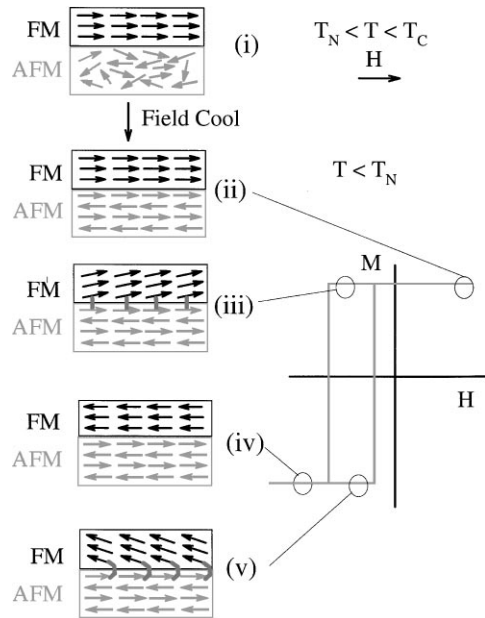 FM
AFM
(i)
T_N < T < T_C
H
Field Cool
FM
AFM
(ii)
T < T_N
FM
AFM
(iii)
M
H
FM
AFM
(iv)
FM
AFM
(v)